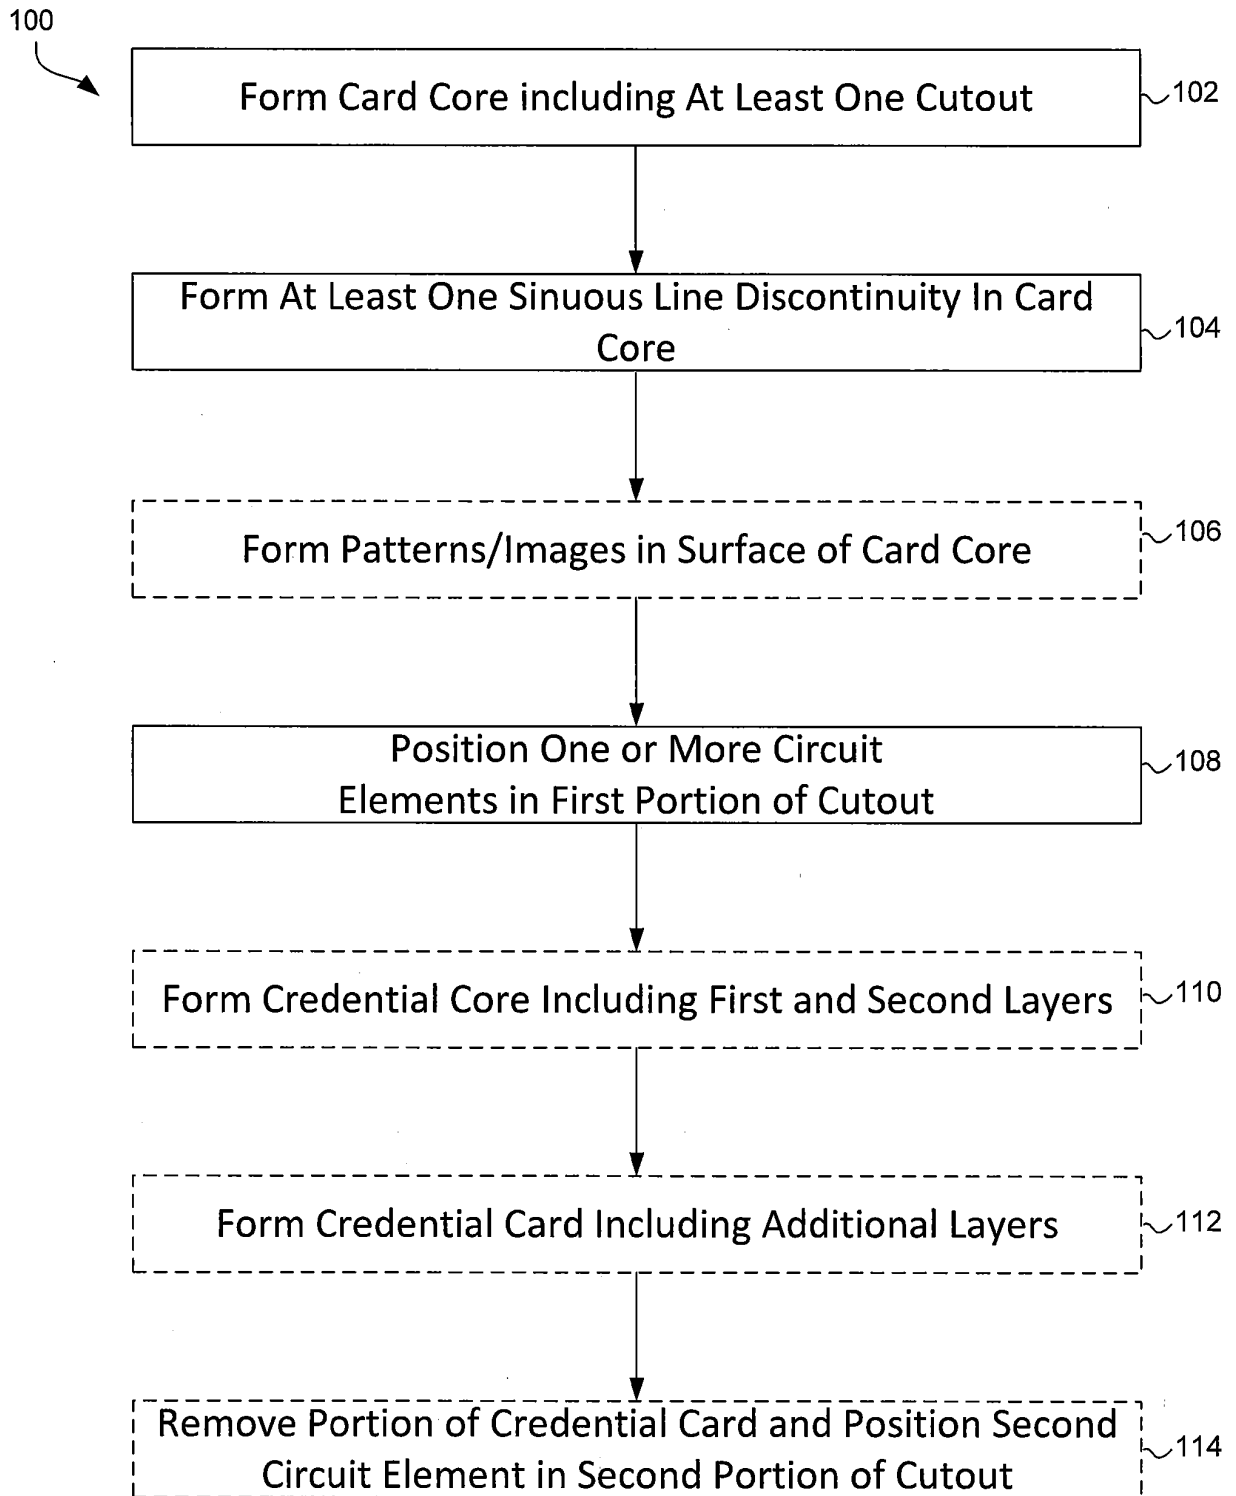 100
Form Card Core including At Least One Cutout
102
Form At Least One Sinuous Line Discontinuity In Card
Core
104
Form Patterns/Images in Surface of Card Core
106
Position One or More Circuit
Elements in First Portion of Cutout
108
Form Credential Core Including First and Second Layers
110
Form Credential Card Including Additional Layers
112
Remove Portion of Credential Card and Position Second
Circuit Element in Second Portion of Cutout
114